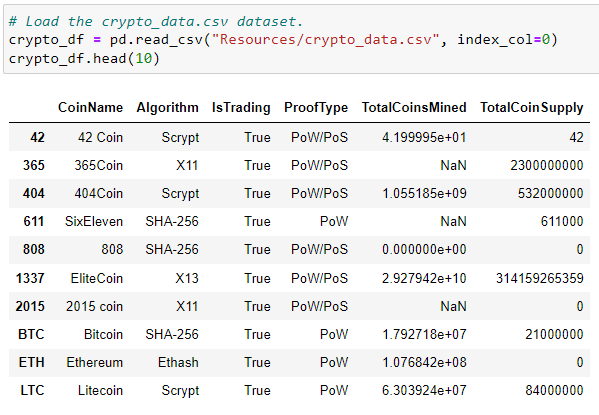 # Load the crypto_data.csv dataset.
crypto_df = pd.read_csv("Resources/crypto_data.csv", index_col=0)
crypto_df.head(10)
CoinName Algorithm IsTrading ProofType TotalCoinsMined TotalCoinSupply
42 42 Coin Scrypt True PoW/PoS 4.199995e+01 42
365 365Coin X11 True PoW/PoS NaN 2300000000
404 404Coin Scrypt True PoW/PoS 1.055185e+09 532000000
611 SixEleven SHA-256 True PoW NaN 611000
808 808 SHA-256 True PoW/PoS 0.000000e+00 0
1337 EliteCoin X13 True PoW/PoS 2.927942e+10 314159265359
2015 2015 coin X11 True PoW/PoS NaN 0
BTC Bitcoin SHA-256 True PoW 1.792718e+07 21000000
ETH Ethereum Ethash True PoW 1.076842e+08 0
LTC Litecoin Scrypt True PoW 6.303924e+07 84000000